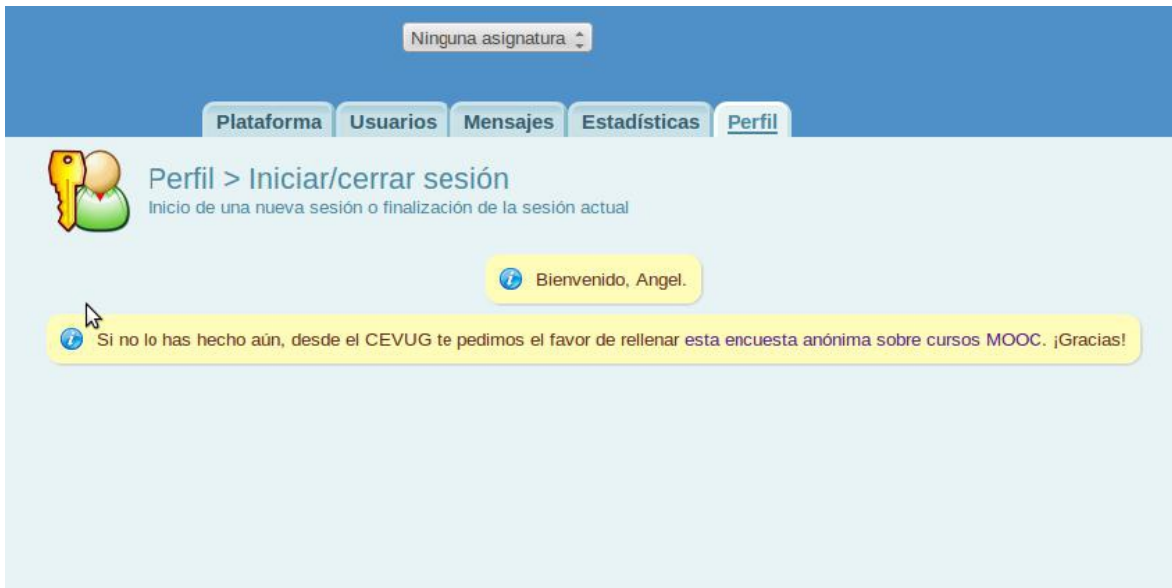 Ninguna asignatura
Plataforma Usuarios Mensajes Estadísticas Perfil
Perfil > Iniciar/cerrar sesión
Inicio de una nueva sesión o finalización de la sesión actual
Bienvenido, Angel.
Si no lo has hecho aún, desde el CEVUG te pedimos el favor de rellenar esta encuesta anónima sobre cursos MOOC. ¡Gracias!